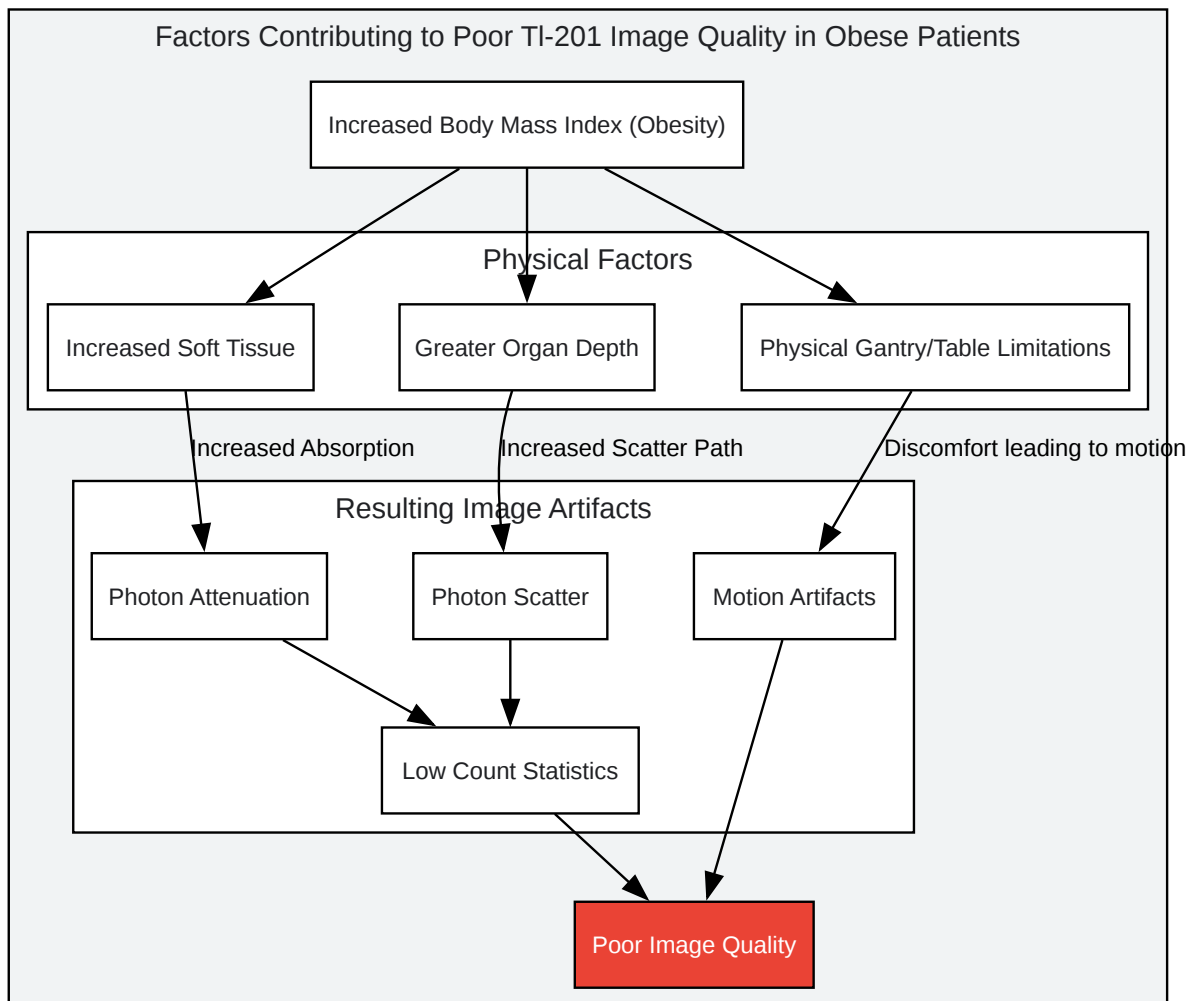 Factors Contributing to Poor Tl-201 Image Quality in Obese Patients
Increased Body Mass Index (Obesity)
Physical Factors
Increased Soft Tissue
Greater Organ Depth
Physical Gantry/Table Limitations
Increased Absorption
Increased Scatter Path
Discomfort leading to motion
Resulting Image Artifacts
Photon Attenuation
Photon Scatter
Motion Artifacts
Low Count Statistics
Poor Image Quality